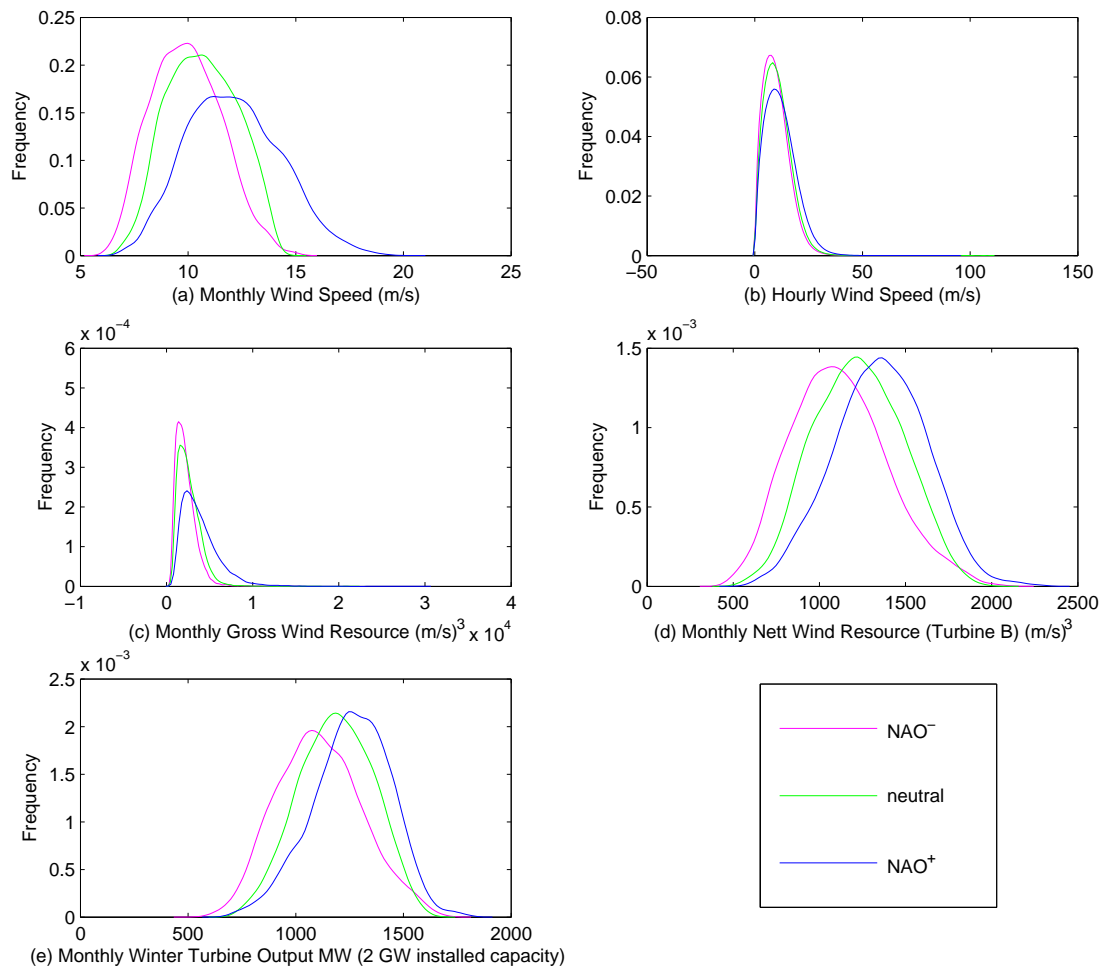 0.25
0.2
0.15
0.1
0.05
0
Frequency
5 10 15 20 25
(a) Monthly Wind Speed (m/s)
0.08
0.06
0.04
0.02
0
Frequency
−50 0 50 100 150
(b) Hourly Wind Speed (m/s)
x 10⁻⁴
6
5
4
3
2
1
0
Frequency
−1 0 1 2 3 4
(c) Monthly Gross Wind Resource (m/s)³ x 10⁴
x 10⁻³
1.5
1
0.5
0
Frequency
0 500 1000 1500 2000 2500
(d) Monthly Nett Wind Resource (Turbine B) (m/s)³
x 10⁻³
2.5
2
1.5
1
0.5
0
Frequency
0 500 1000 1500 2000
(e) Monthly Winter Turbine Output MW (2 GW installed capacity)
NAO⁻
neutral
NAO⁺